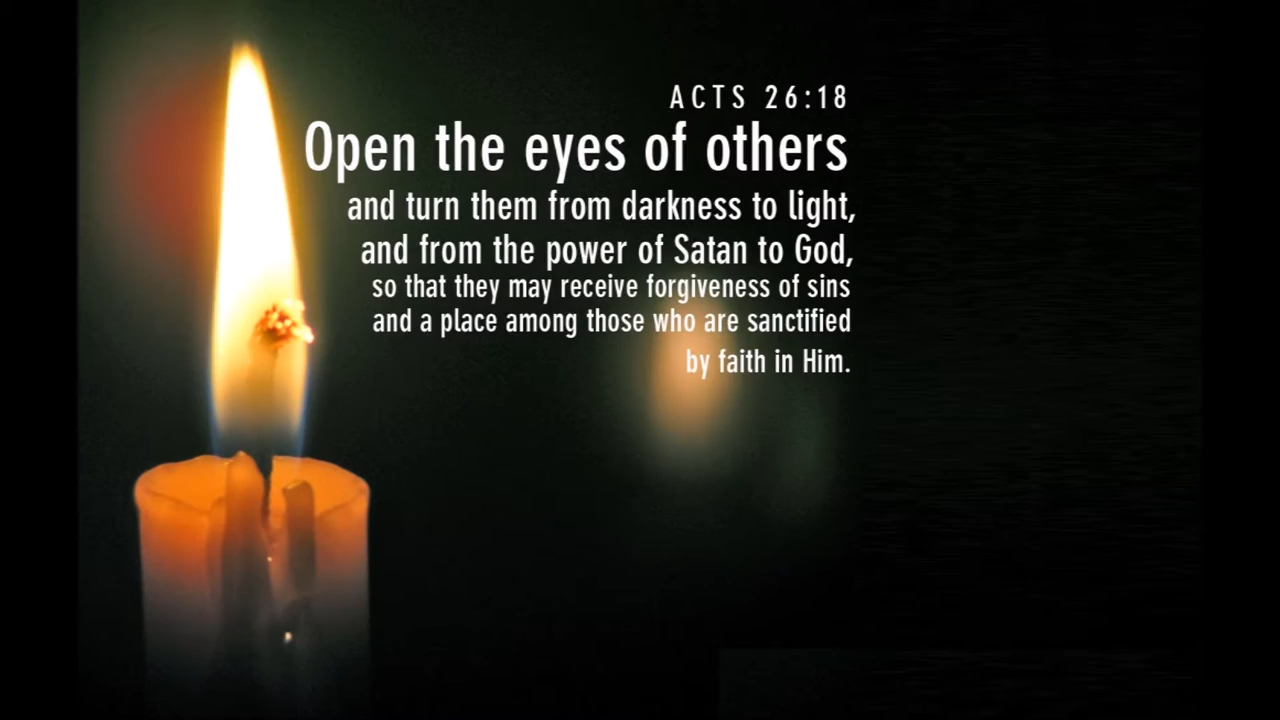 ACTS 26:18
Open the eyes of others
and turn them from darkness to light,
and from the power of Satan to God,
so that they may receive forgiveness of sins
and a place among those who are sanctified
by faith in Him.